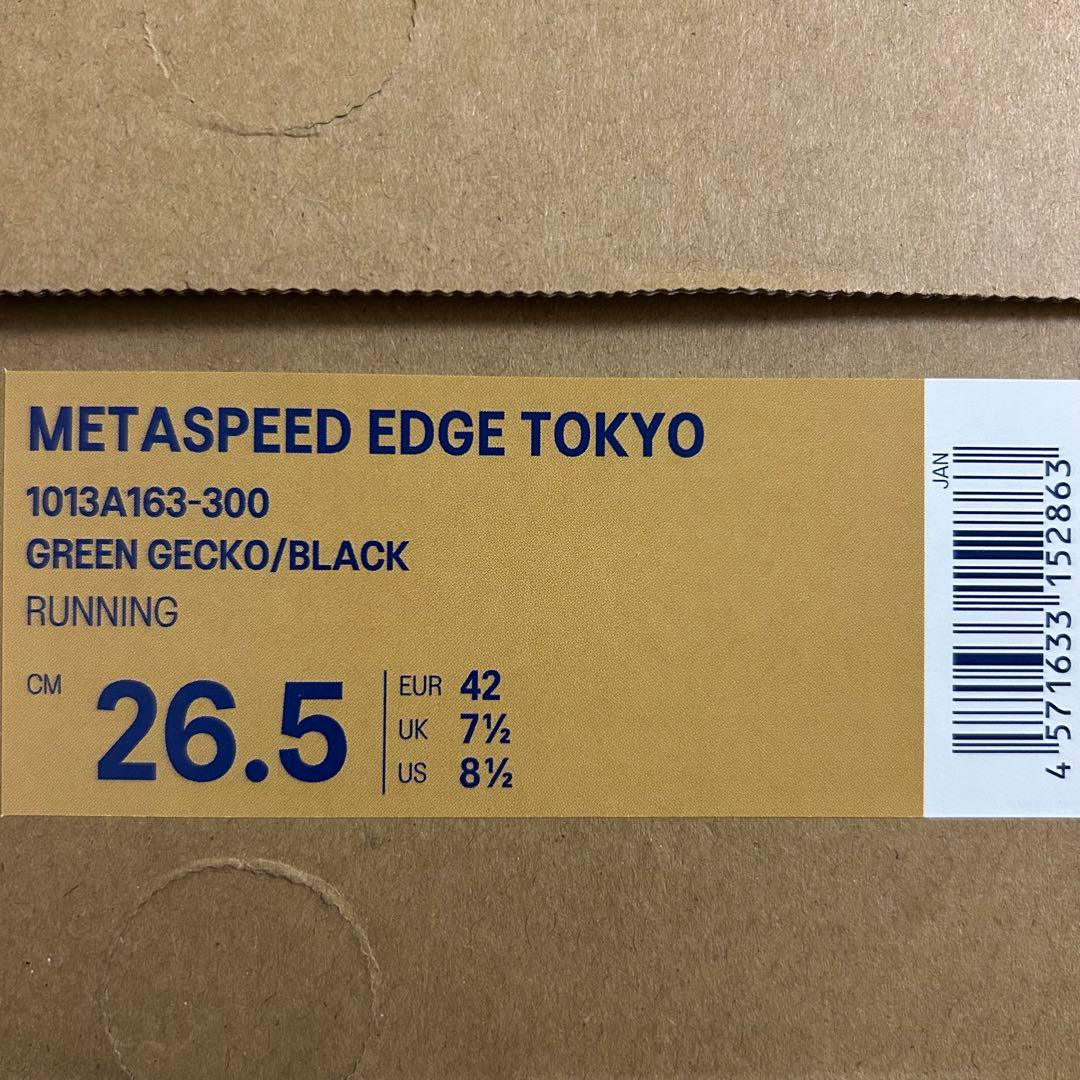 METASPEED EDGE TOKYO
1013A163-300
GREEN GECKO/BLACK
RUNNING
CM 26.5
EUR 42
UK 7½
US 8½
JAN
4 571633 152863